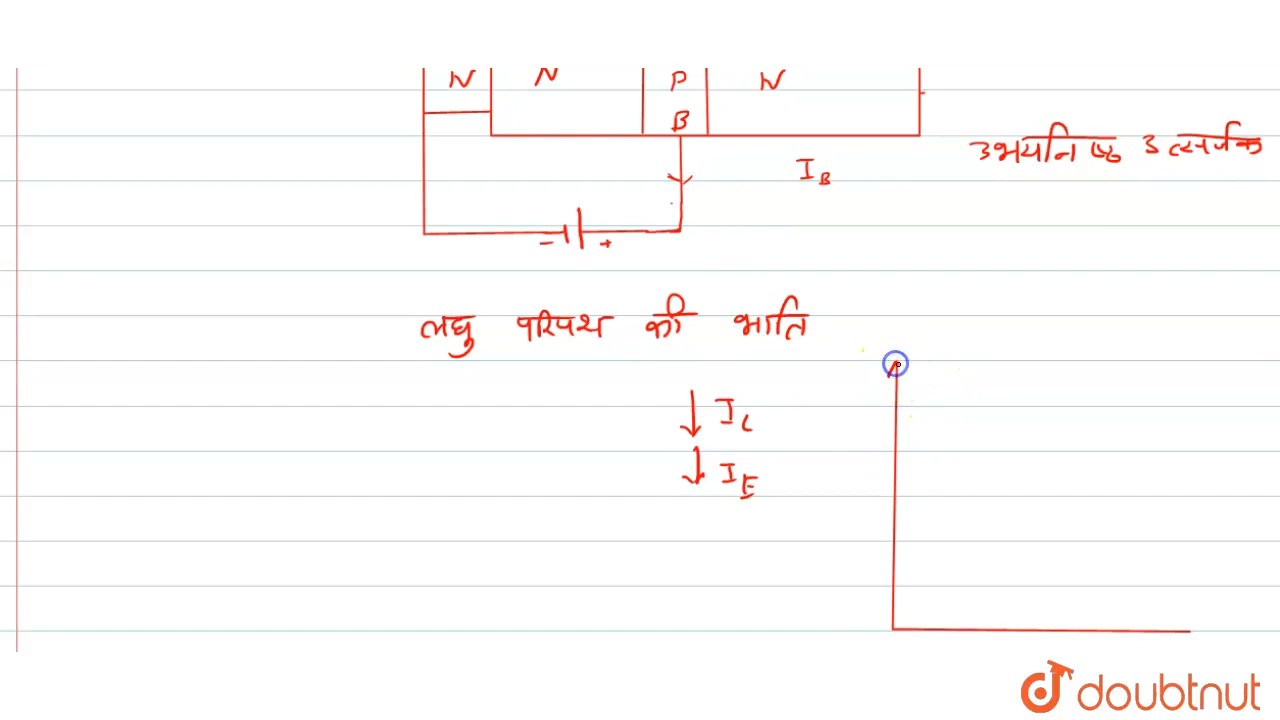 N N P N
B
उभयनिष्ठ उत्सर्जक
I_B
- +
लघु परिपथ की भाति
↓ I_C
↓ I_E
doubtnut